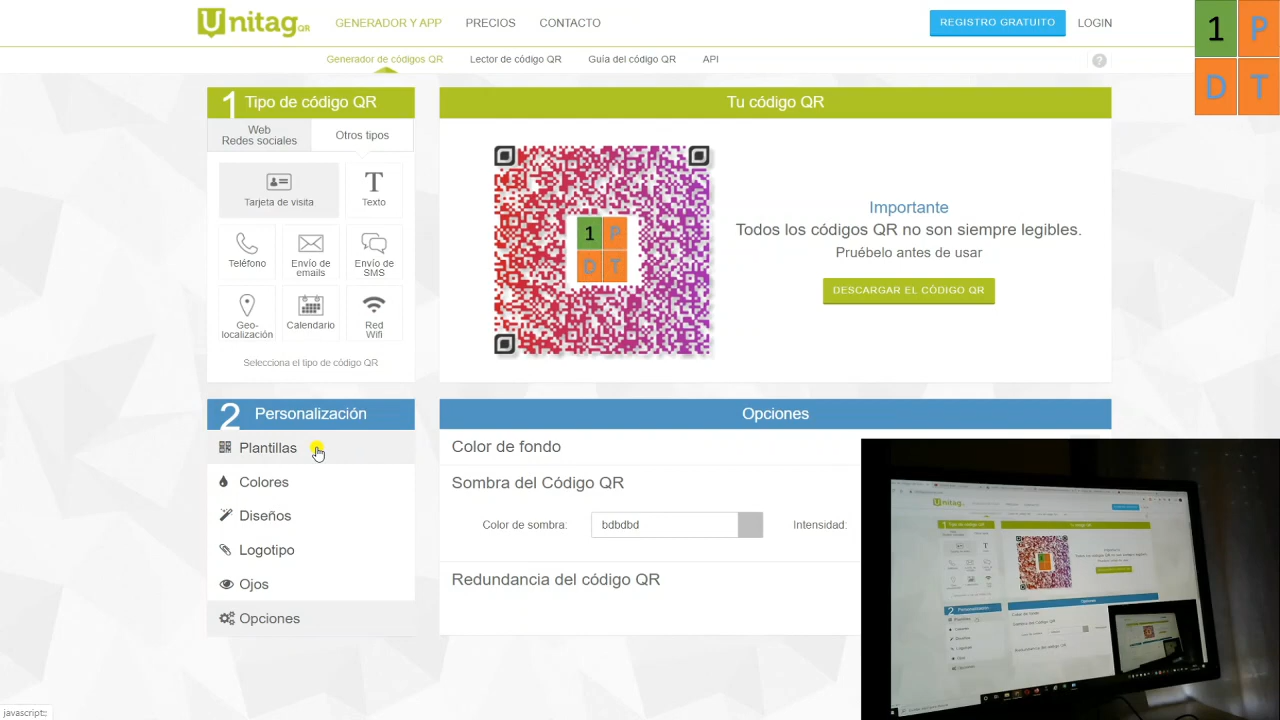 Unitag QR
GENERADOR Y APP
PRECIOS
CONTACTO
REGISTRO GRATUITO
LOGIN
1 P
D T
Generador de códigos QR
Lector de código QR
Guía del código QR
API
?
1 Tipo de código QR
Web
Redes sociales
Otros tipos
Tarjeta de visita
T
Texto
Teléfono
Envío de
emails
Envío de
SMS
Geo-
localización
Calendario
Red
Wifi
Selecciona el tipo de código QR
Tu código QR
1 P
D T
Importante
Todos los códigos QR no son siempre legibles.
Pruébelo antes de usar
DESCARGAR EL CÓDIGO QR
2 Personalización
Plantillas
Colores
Diseños
Logotipo
Ojos
Opciones
Opciones
Color de fondo
Sombra del Código QR
Color de sombra:
bdbdbd
Intensidad:
Redundancia del código QR
Unitag
javascript:;